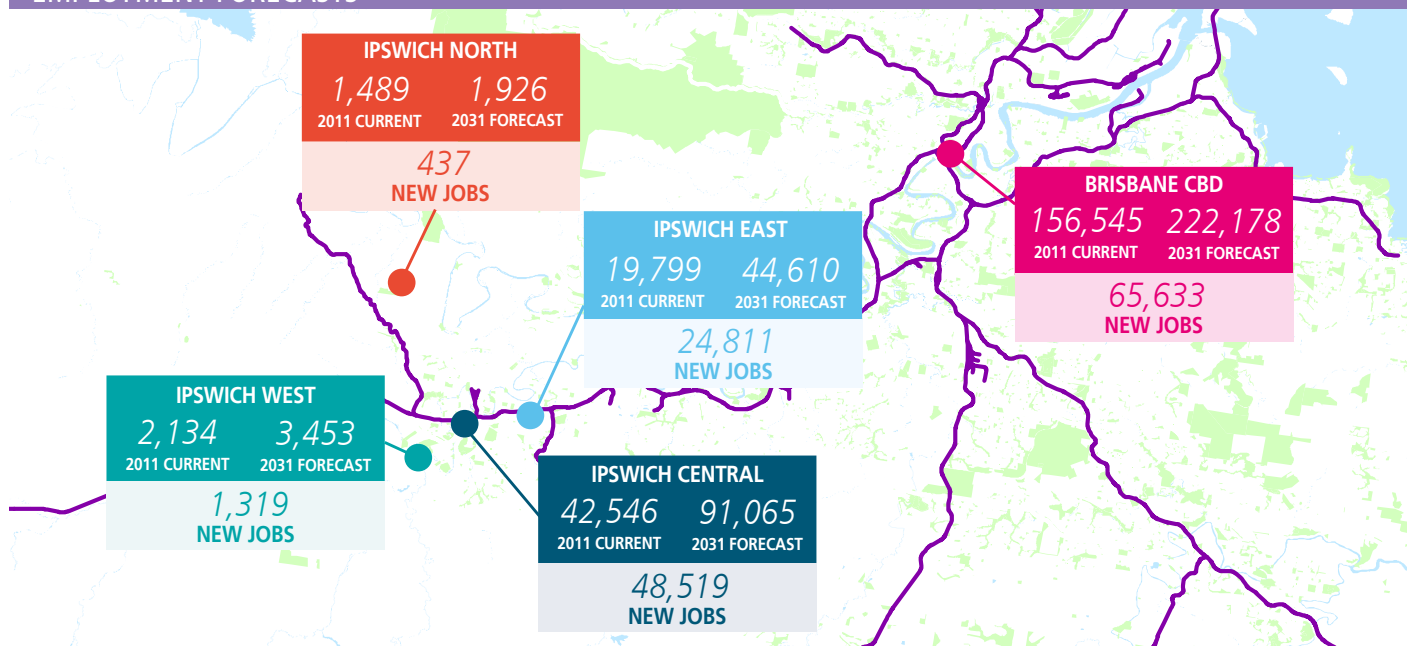 EMPLOYMENT FORECASTS
IPSWICH NORTH
1,489 1,926
2011 CURRENT 2031 FORECAST
437
NEW JOBS
IPSWICH EAST
19,799 44,610
2011 CURRENT 2031 FORECAST
24,811
NEW JOBS
BRISBANE CBD
156,545 222,178
2011 CURRENT 2031 FORECAST
65,633
NEW JOBS
IPSWICH WEST
2,134 3,453
2011 CURRENT 2031 FORECAST
1,319
NEW JOBS
IPSWICH CENTRAL
42,546 91,065
2011 CURRENT 2031 FORECAST
48,519
NEW JOBS